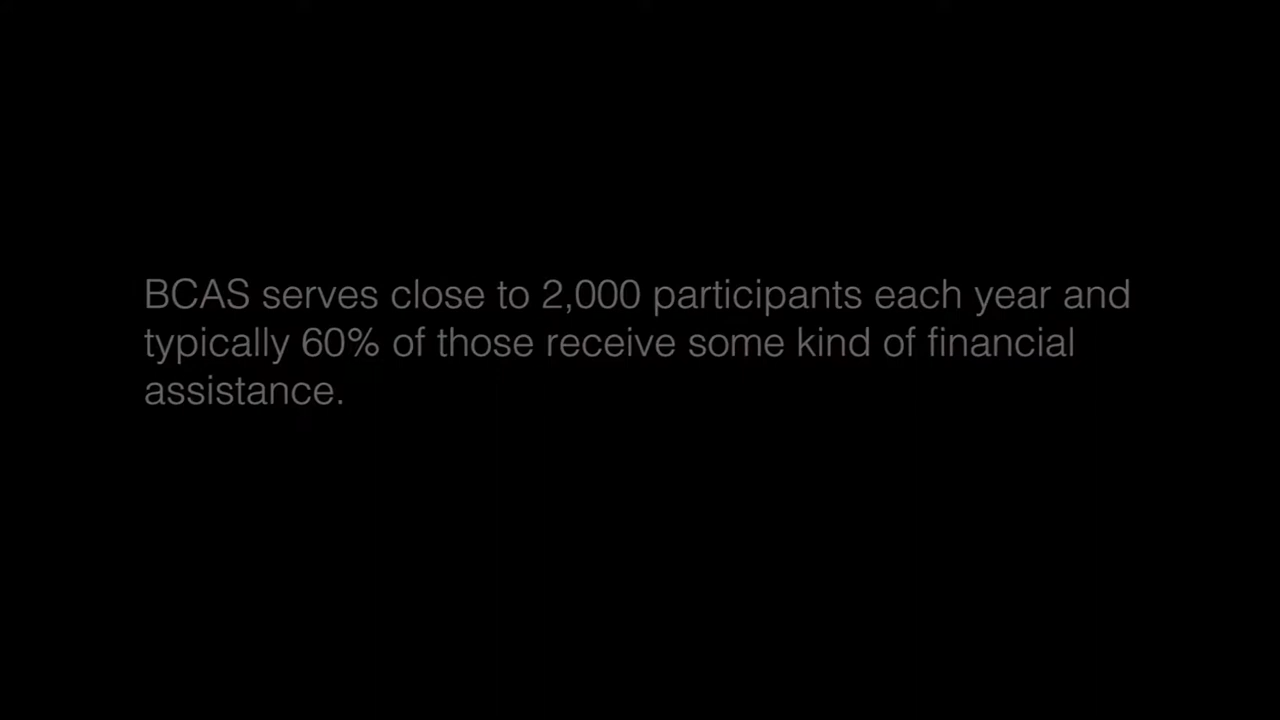 BCAS serves close to 2,000 participants each year and
typically 60% of those receive some kind of financial
assistance.